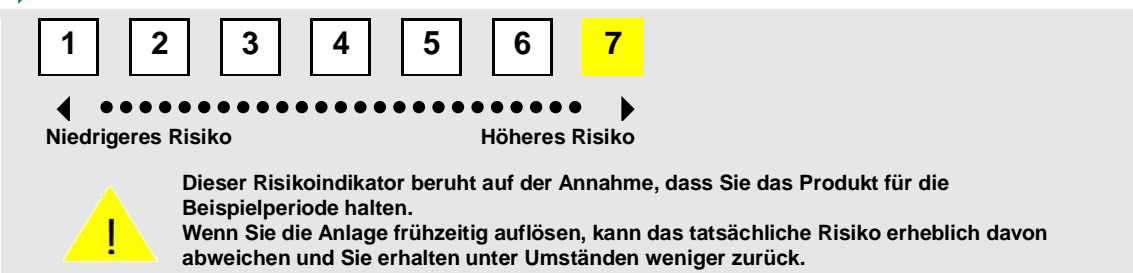 1 2 3 4 5 6 7
Niedrigeres Risiko Höheres Risiko
!
Dieser Risikoindikator beruht auf der Annahme, dass Sie das Produkt für die
Beispielperiode halten.
Wenn Sie die Anlage frühzeitig auflösen, kann das tatsächliche Risiko erheblich davon
abweichen und Sie erhalten unter Umständen weniger zurück.